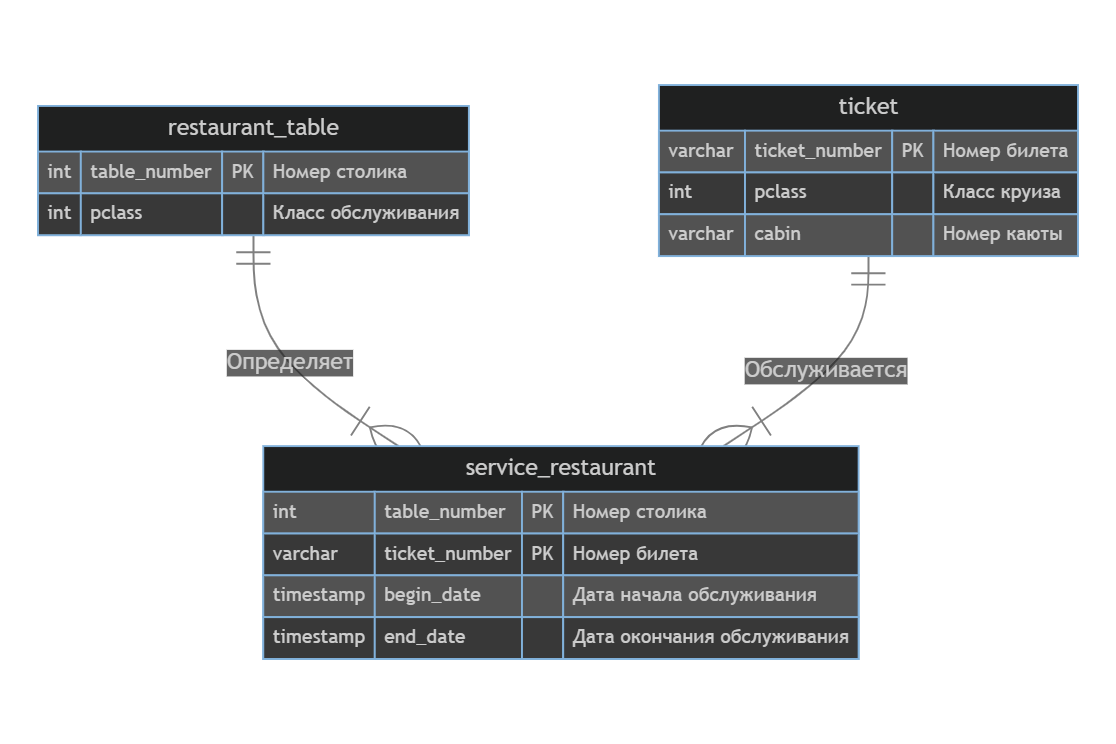 restaurant_table
int table_number PK Номер столика
int pclass Класс обслуживания
ticket
varchar ticket_number PK Номер билета
int pclass Класс круиза
varchar cabin Номер каюты
Определяет
Обслуживается
service_restaurant
int table_number PK Номер столика
varchar ticket_number PK Номер билета
timestamp begin_date Дата начала обслуживания
timestamp end_date Дата окончания обслуживания